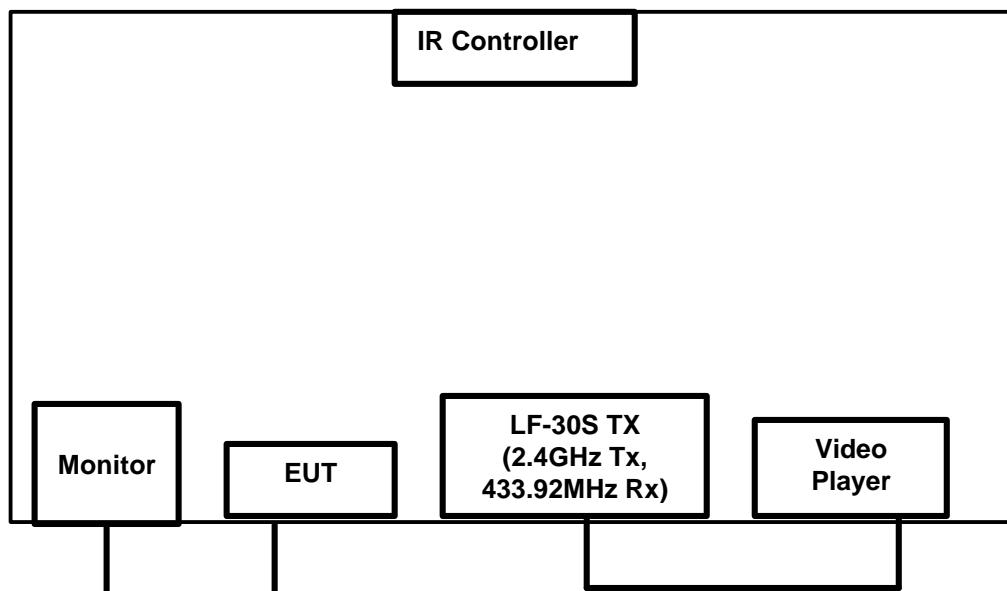 IR Controller
Monitor
EUT
LF-30S TX
(2.4GHz Tx,
433.92MHz Rx)
Video
Player